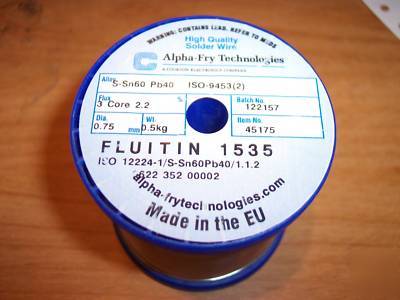 WARNING: CONTAINS LEAD, REFER TO M.S.D.S
High Quality
Solder Wire
C Alpha-Fry Technologies
A COOKSON ELECTRONICS COMPANY
Alloy
S-Sn60 Pb40 ISO-9453(2)
Flux
3 Core 2.2
Batch No.
122157
Dia.
0.75 mm
Wt.
0.5kg
Item No
45175
FLUITIN 1535
ISO 12224-1/S-Sn60Pb40/1.1.2
622 352 00002
alpha-frytechnologies.com
Made in the EU